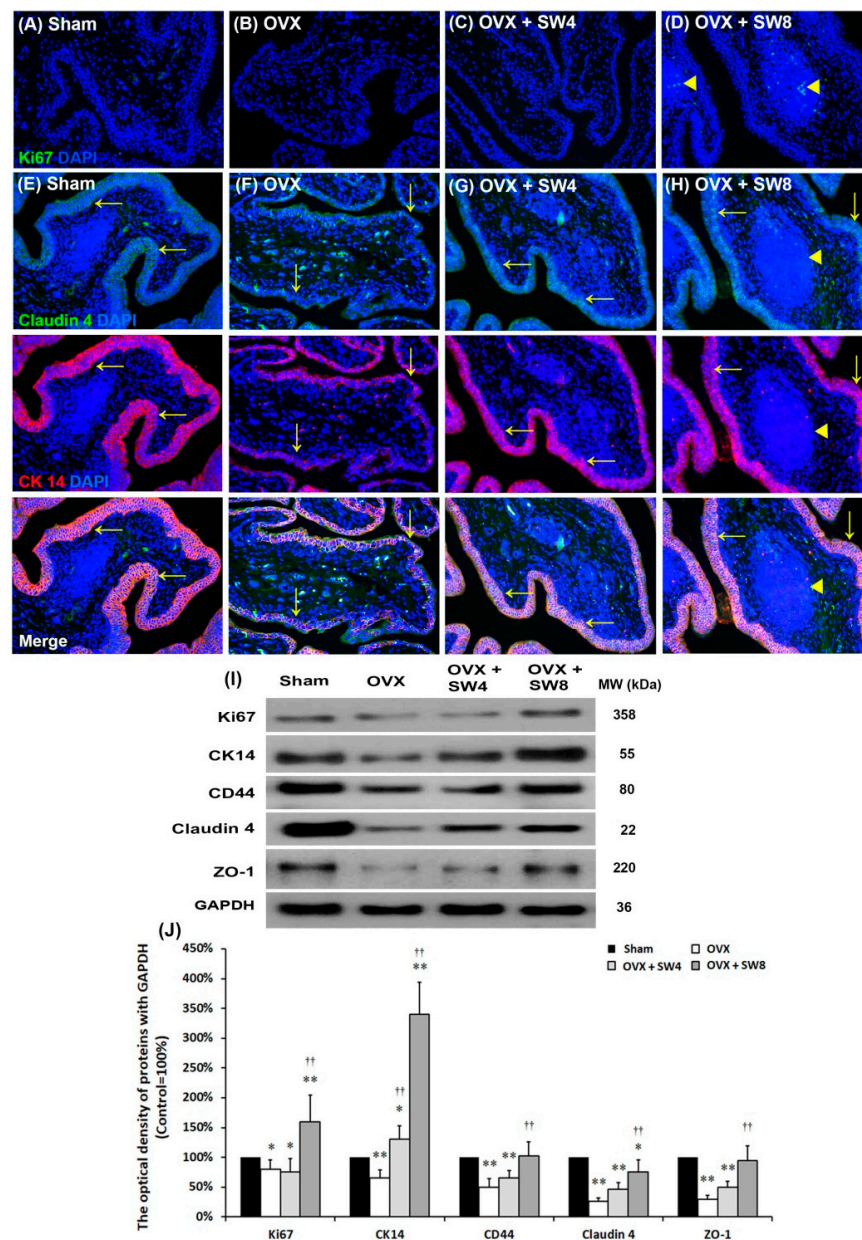 (A) Sham
(B) OVX
(C) OVX + SW4
(D) OVX + SW8
Ki67 DAPI
(E) Sham
(F) OVX
(G) OVX + SW4
(H) OVX + SW8
Claudin 4 DAPI
CK 14 DAPI
Merge
(I)
Sham
OVX
OVX +
SW4
OVX +
SW8
MW (kDa)
Ki67
358
CK14
55
CD44
80
Claudin 4
22
ZO-1
220
GAPDH
36
(J)
The optical density of proteins with GAPDH
(Control=100%)
450%
400%
350%
300%
250%
200%
150%
100%
50%
0%
Sham
OVX
OVX + SW4
OVX + SW8
*
*
††
**
**
††
*
††
**
**
**
††
**
**
††
*
**
**
††
Ki67
CK14
CD44
Claudin 4
ZO-1